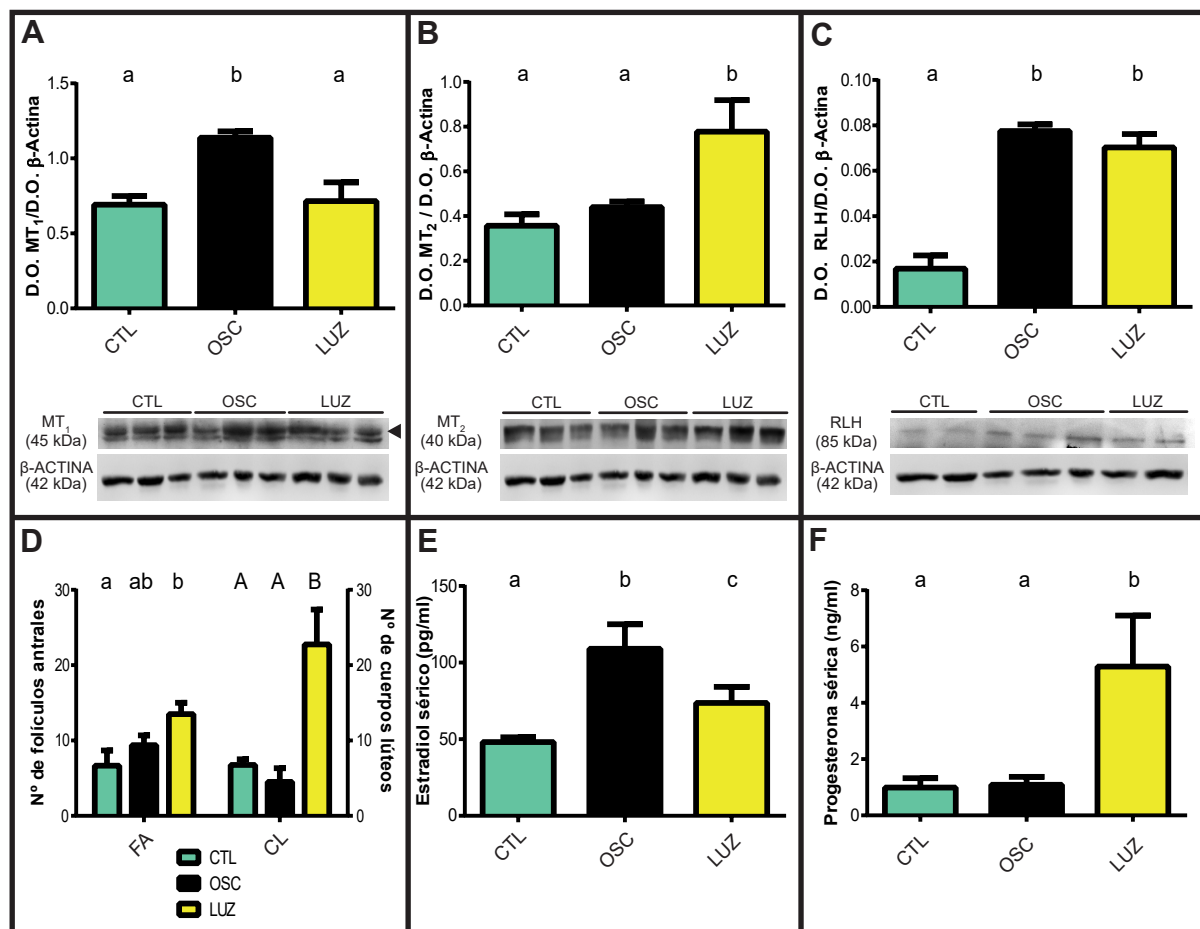 A
a b a
D.O. MT₁/D.O. β-Actina
1.5
1.0
0.5
0.0
CTL OSC LUZ
CTL OSC LUZ
MT₁
(45 kDa)
β-ACTINA
(42 kDa)
B
a a b
D.O. MT₂ / D.O. β-Actina
1.0
0.8
0.6
0.4
0.2
0.0
CTL OSC LUZ
CTL OSC LUZ
MT₂
(40 kDa)
β-ACTINA
(42 kDa)
C
a b b
D.O. RLH/D.O. β-Actina
0.10
0.08
0.06
0.04
0.02
0.00
CTL OSC LUZ
CTL OSC LUZ
RLH
(85 kDa)
β-ACTINA
(42 kDa)
D
a ab b A A B
Nº de folículos antrales
30
20
10
0
30
20
10
0
Nº de cuerpos lúteos
FA CL
CTL
OSC
LUZ
E
a b c
Estradiol sérico (pg/ml)
150
100
50
0
CTL OSC LUZ
F
a a b
Progesterona sérica (ng/ml)
8
6
4
2
0
CTL OSC LUZ